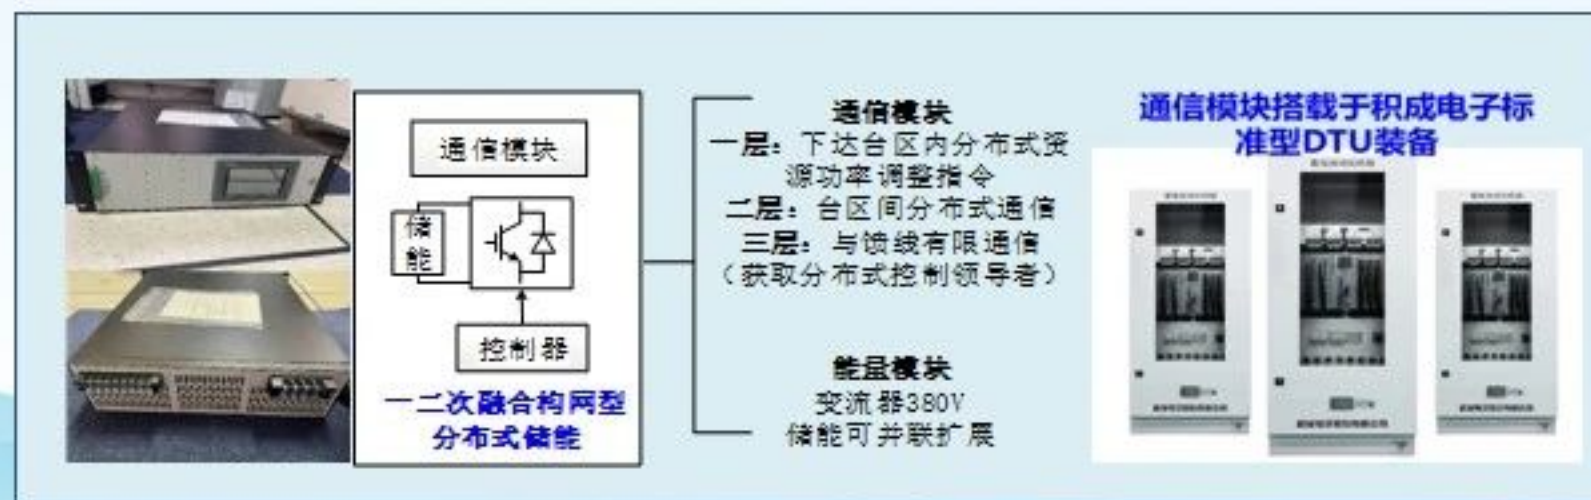 通信模块
储
能
控制器
一二次融合构网型
分布式储能
通信模块
一层：下达台区内分布式资
源功率调整指令
二层：台区间分布式通信
三层：与馈线有限通信
（获取分布式控制领导者）
能量模块
变流器380V
储能可并联扩展
通信模块搭载于积成电子标
准型DTU装备